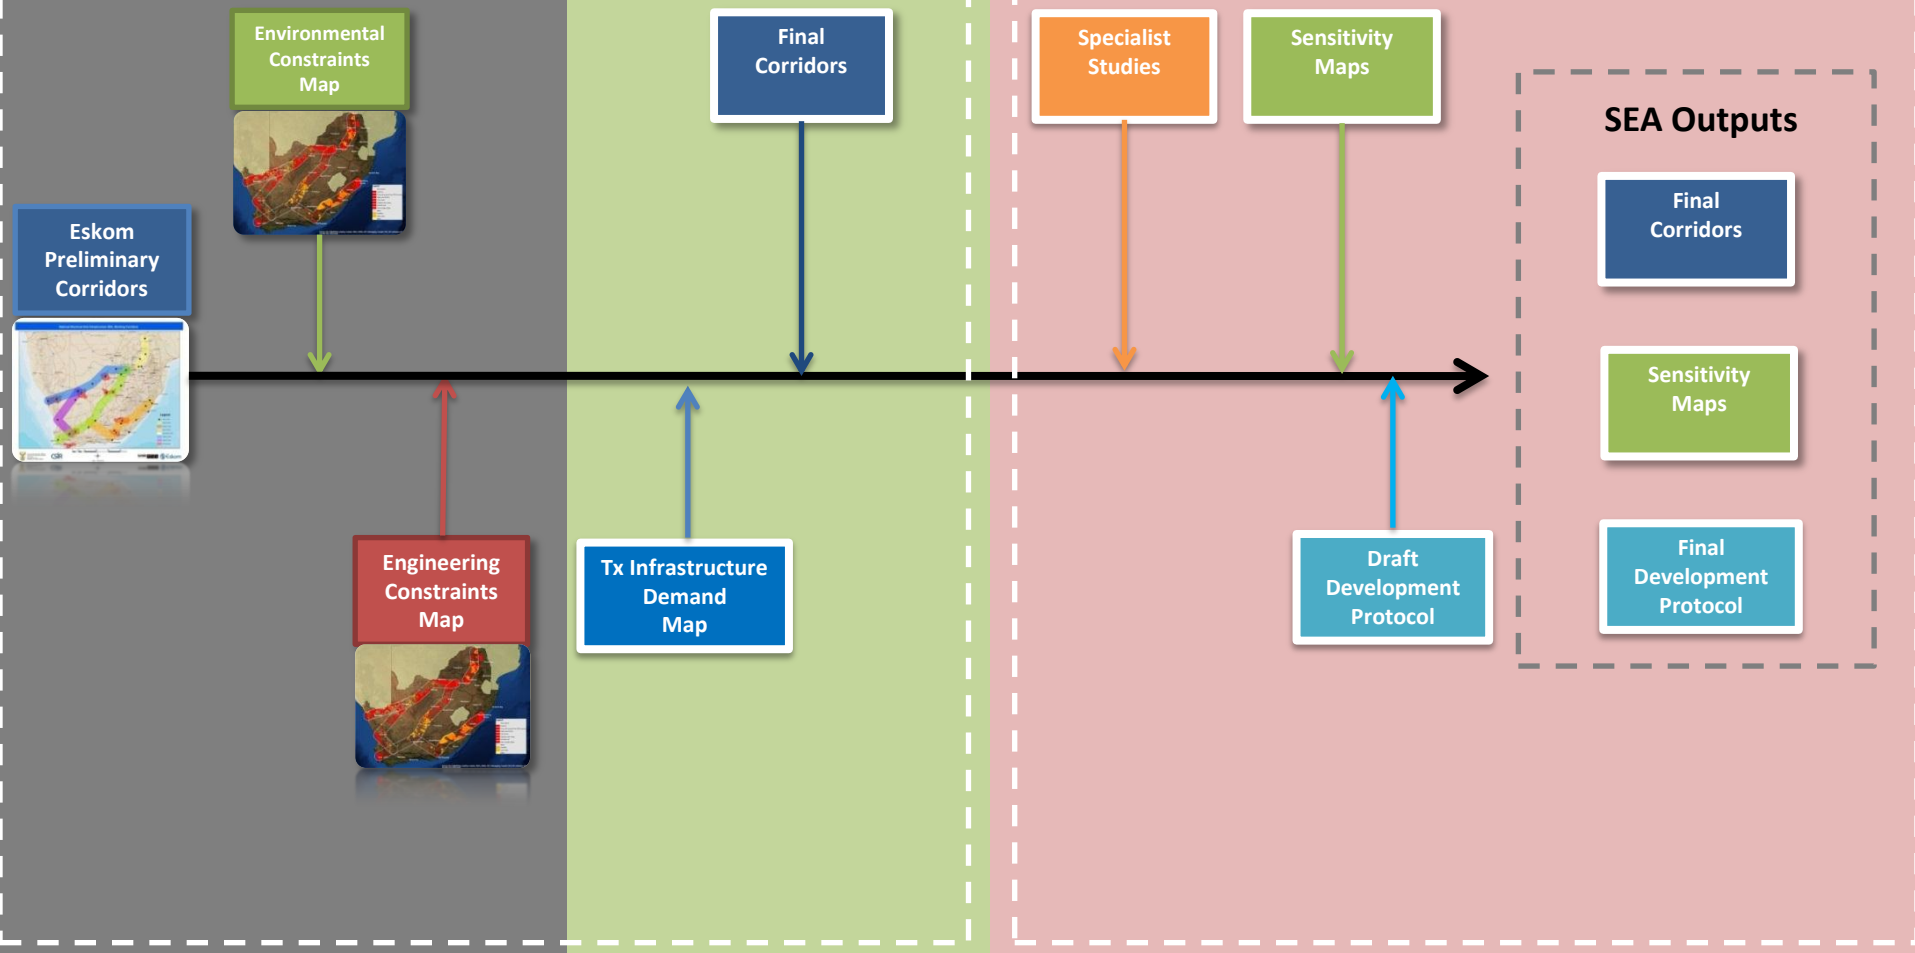 Environmental
Constraints
Map
Final
Corridors
Specialist
Studies
Sensitivity
Maps
SEA Outputs
Final
Corridors
Eskom
Preliminary
Corridors
Sensitivity
Maps
Engineering
Constraints
Map
Tx Infrastructure
Demand
Map
Draft
Development
Protocol
Final
Development
Protocol